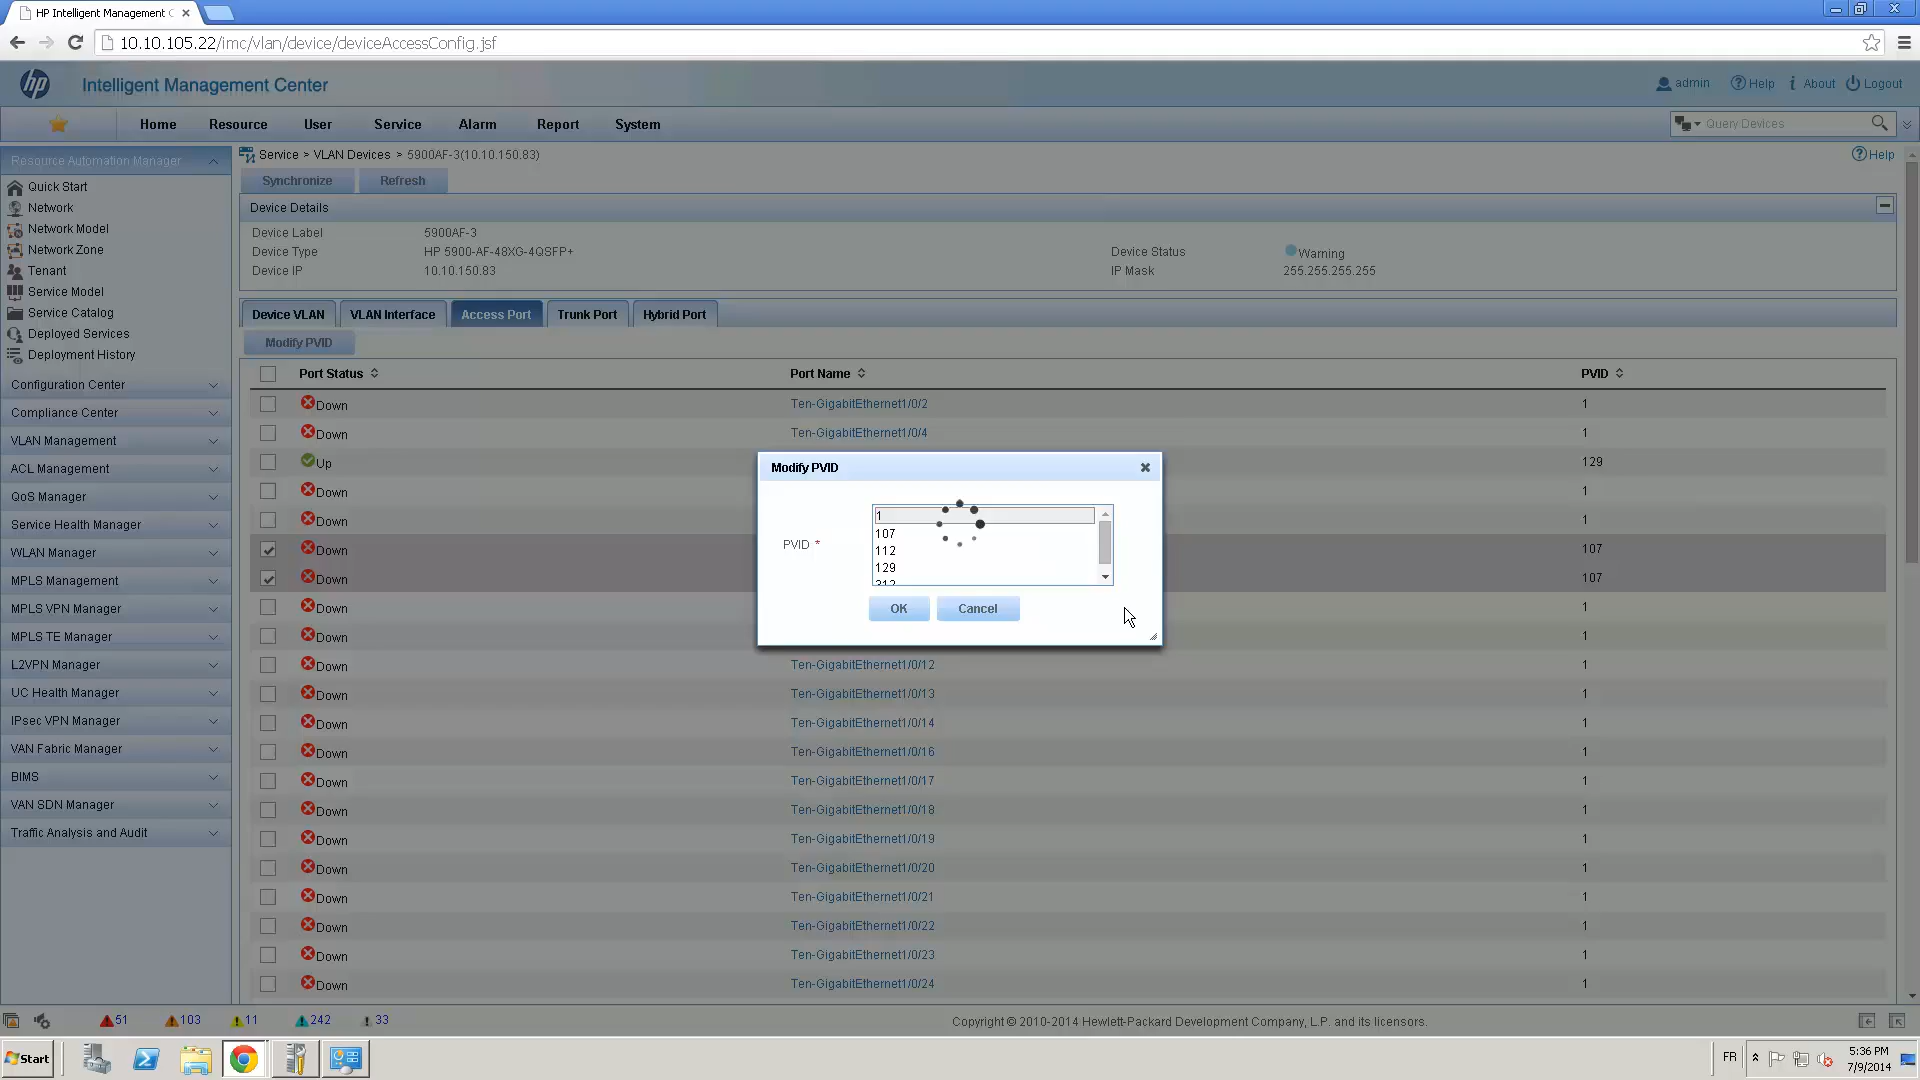 HP Intelligent Management C
10.10.105.22/imc/vlan/device/deviceAccessConfig.jsf
hp
Intelligent Management Center
admin
Help
About
Logout
Home
Resource
User
Service
Alarm
Report
System
Query Devices
Resource Automation Manager
Quick Start
Network
Network Model
Network Zone
Tenant
Service Model
Service Catalog
Deployed Services
Deployment History
Configuration Center
Compliance Center
VLAN Management
ACL Management
QoS Manager
Service Health Manager
WLAN Manager
MPLS Management
MPLS VPN Manager
MPLS TE Manager
L2VPN Manager
UC Health Manager
IPsec VPN Manager
VAN Fabric Manager
BIMS
VAN SDN Manager
Traffic Analysis and Audit
Service > VLAN Devices > 5900AF-3(10.10.150.83)
Help
Synchronize
Refresh
Device Details
Device Label 5900AF-3
Device Type HP 5900-AF-48XG-4QSFP+
Device Status Warning
Device IP 10.10.150.83
IP Mask 255.255.255.255
Device VLAN
VLAN Interface
Access Port
Trunk Port
Hybrid Port
Modify PVID
Port Status Port Name PVID
Down Ten-GigabitEthernet1/0/2 1
Down Ten-GigabitEthernet1/0/4 1
Up 129
Down 1
Down 1
Down 107
Down 107
Down 1
Down 1
Down Ten-GigabitEthernet1/0/12 1
Down Ten-GigabitEthernet1/0/13 1
Down Ten-GigabitEthernet1/0/14 1
Down Ten-GigabitEthernet1/0/16 1
Down Ten-GigabitEthernet1/0/17 1
Down Ten-GigabitEthernet1/0/18 1
Down Ten-GigabitEthernet1/0/19 1
Down Ten-GigabitEthernet1/0/20 1
Down Ten-GigabitEthernet1/0/21 1
Down Ten-GigabitEthernet1/0/22 1
Down Ten-GigabitEthernet1/0/23 1
Down Ten-GigabitEthernet1/0/24 1
Modify PVID
PVID *
1
107
112
129
312
OK
Cancel
51
103
11
242
33
Copyright © 2010-2014 Hewlett-Packard Development Company, L.P. and its licensors.
Start
FR
5:36 PM
7/9/2014